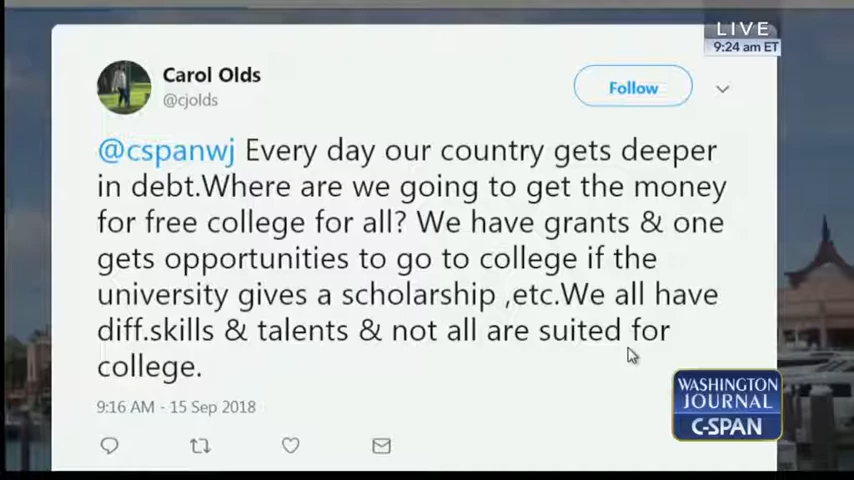 LIVE
9:24 am ET
Carol Olds
@cjolds
Follow
@cspanwj Every day our country gets deeper
in debt.Where are we going to get the money
for free college for all? We have grants & one
gets opportunities to go to college if the
university gives a scholarship ,etc.We all have
diff.skills & talents & not all are suited for
college.
9:16 AM - 15 Sep 2018
WASHINGTON
JOURNAL
C-SPAN